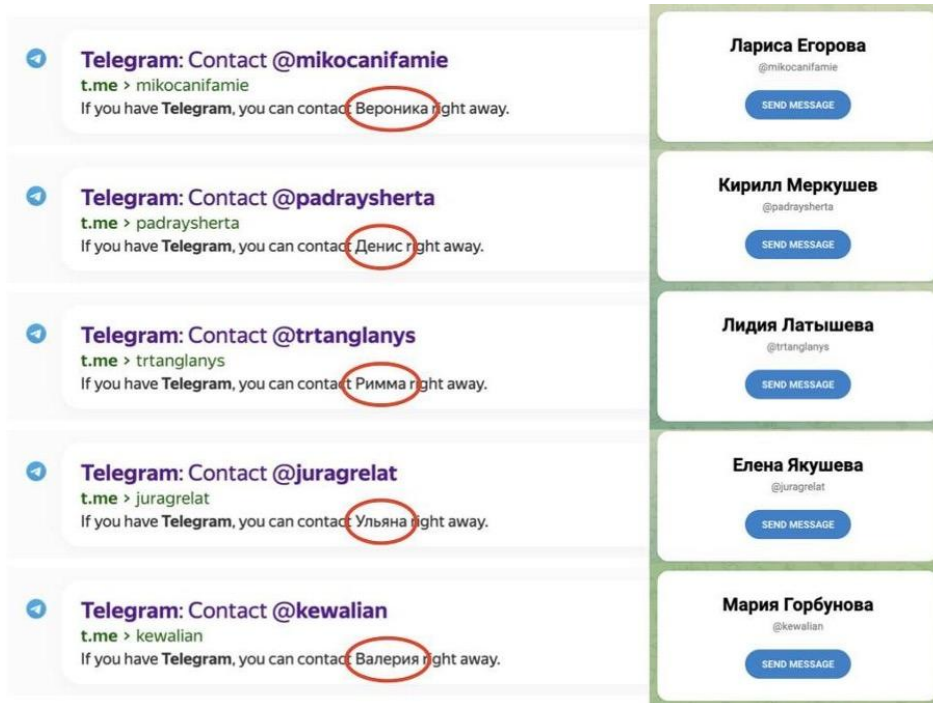 Telegram: Contact @mikocanifamie
t.me › mikocanifamie
If you have Telegram, you can contact Вероника right away.
Лариса Егорова
@mikocanifamie
SEND MESSAGE
Telegram: Contact @padraysherta
t.me › padraysherta
If you have Telegram, you can contact Денис right away.
Кирилл Меркушев
@padraysherta
SEND MESSAGE
Telegram: Contact @trtanglanys
t.me › trtanglanys
If you have Telegram, you can contact Римма right away.
Лидия Латышева
@trtanglanys
SEND MESSAGE
Telegram: Contact @juragrelat
t.me › juragrelat
If you have Telegram, you can contact Ульяна right away.
Елена Якушева
@juragrelat
SEND MESSAGE
Telegram: Contact @kewalian
t.me › kewalian
If you have Telegram, you can contact Валерия right away.
Мария Горбунова
@kewalian
SEND MESSAGE